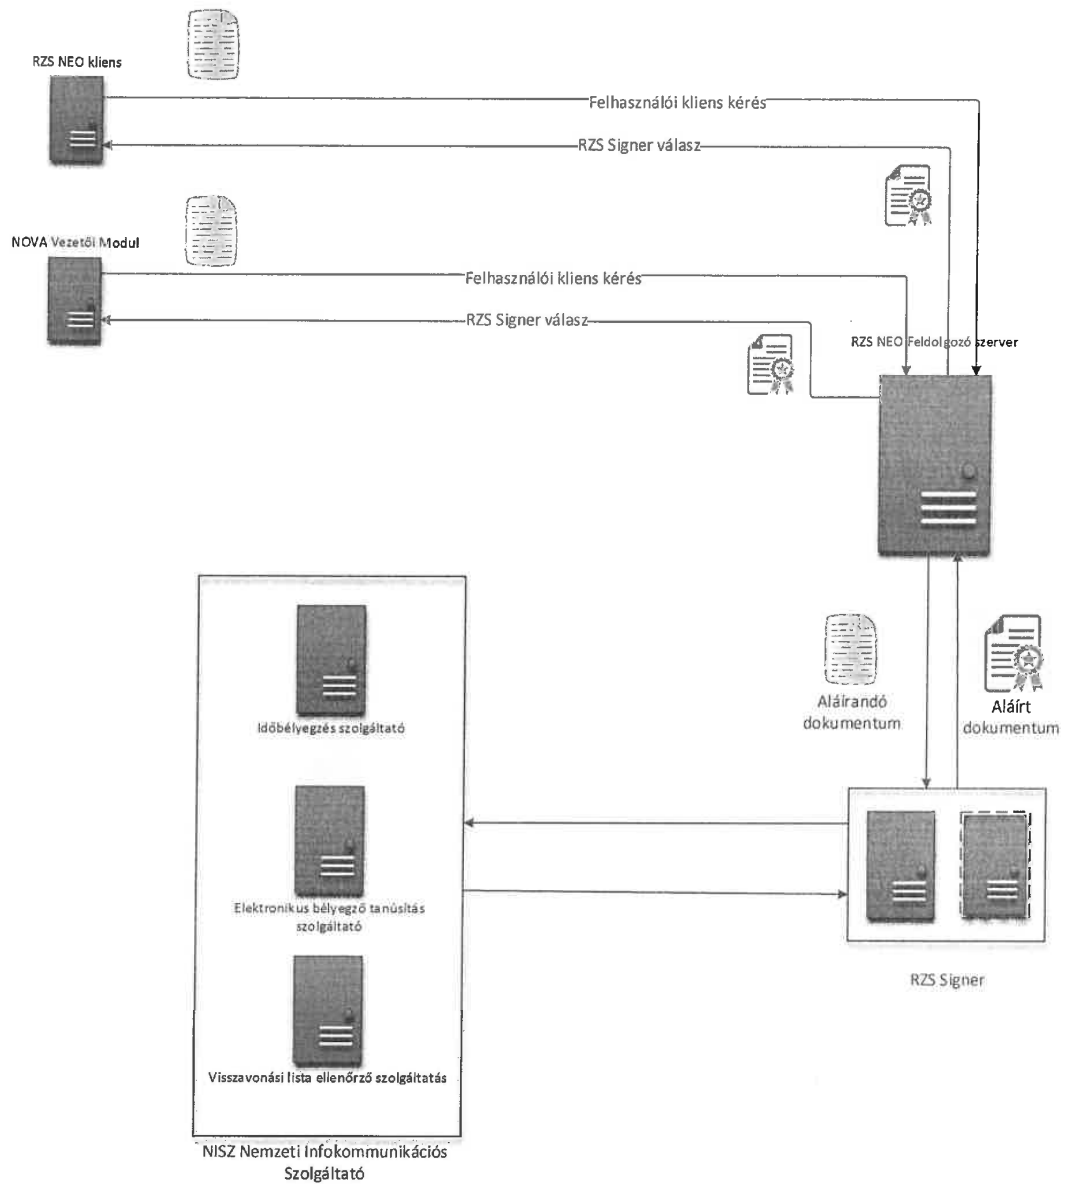 RZS NEO kliens
Felhasználói kliens kérés
RZS Signer válasz
NOVA Vezetői Modul
Felhasználói kliens kérés
RZS Signer válasz
RZS NEO Feldolgozó szerver
Aláírandó
dokumentum
Aláírt
dokumentum
Időbélyegzés szolgáltató
Elektronikus bélyegző tanúsítás
szolgáltató
RZS Signer
Visszavonási lista ellenőrző szolgáltatás
NISZ Nemzeti Infokommunikációs
Szolgáltató